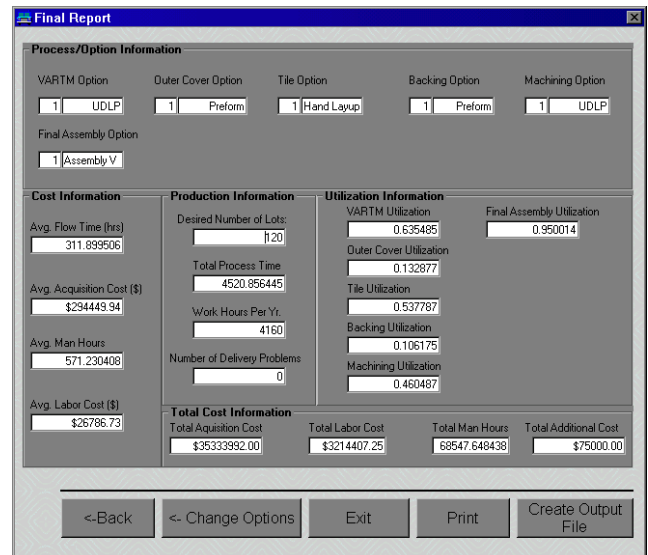 Final Report
Process/Option Information
VARTM Option Outer Cover Option Tile Option Backing Option Machining Option
1 UDLP 1 Preform 1 Hand Layup 1 Preform 1 UDLP
Final Assembly Option
1 Assembly V
Cost Information
Avg. Flow Time (hrs)
311.899506
Avg. Acquisition Cost ($)
$294449.94
Avg. Man Hours
571.230408
Avg. Labor Cost ($)
$26786.73
Production Information
Desired Number of Lots:
120
Total Process Time
4520.856445
Work Hours Per Yr.
4160
Number of Delivery Problems
0
Utilization Information
VARTM Utilization Final Assembly Utilization
0.635485 0.950014
Outer Cover Utilization
0.132877
Tile Utilization
0.537787
Backing Utilization
0.106175
Machining Utilization
0.460487
Total Cost Information
Total Aquisition Cost Total Labor Cost Total Man Hours Total Additional Cost
$35333992.00 $3214407.25 68547.648438 $75000.00
<-Back <- Change Options Exit Print Create Output
File